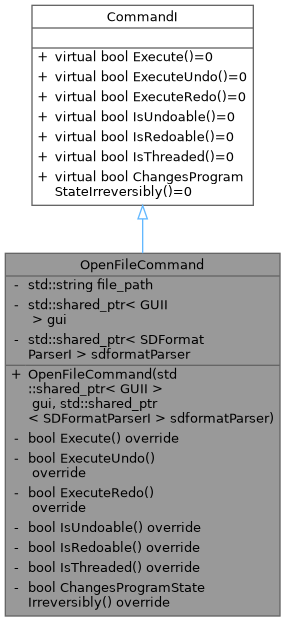 CommandI
+ virtual bool Execute()=0
+ virtual bool ExecuteUndo()=0
+ virtual bool ExecuteRedo()=0
+ virtual bool IsUndoable()=0
+ virtual bool IsRedoable()=0
+ virtual bool IsThreaded()=0
+ virtual bool ChangesProgram
StateIrreversibly()=0
OpenFileCommand
- std::string file_path
- std::shared_ptr< GUII
> gui
- std::shared_ptr< SDFormat
ParserI > sdformatParser
+ OpenFileCommand(std
::shared_ptr< GUII >
gui, std::shared_ptr
< SDFormatParserI > sdformatParser)
- bool Execute() override
- bool ExecuteUndo()
override
- bool ExecuteRedo()
override
- bool IsUndoable() override
- bool IsRedoable() override
- bool IsThreaded() override
- bool ChangesProgramState
Irreversibly() override